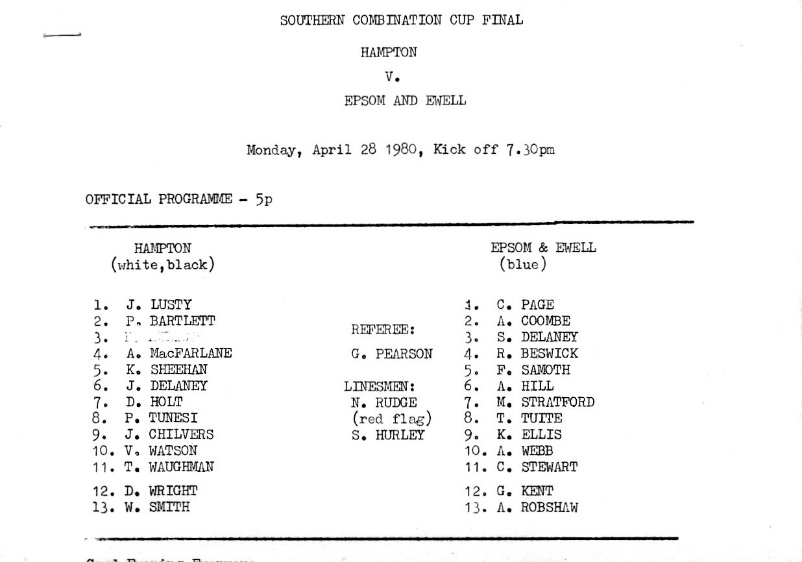 SOUTHERN COMBINATION CUP FINAL
HAMPTON
V.
EPSOM AND EWELL
Monday, April 28 1980, Kick off 7.30pm
OFFICIAL PROGRAMME - 5p
HAMPTON
(white,black)
1. J. LUSTY
2. P. BARTLETT
3.
4. A. MacFARLANE
5. K. SHEEHAN
6. J. DELANEY
7. D. HOLT
8. P. TUNESI
9. J. CHILVERS
10. V. WATSON
11. T. WAUGHMAN
12. D. WRIGHT
13. W. SMITH
REFEREE:
G. PEARSON
LINESMEN:
N. RUDGE
(red flag)
S. HURLEY
EPSOM & EWELL
(blue)
1. C. PAGE
2. A. COOMBE
3. S. DELANEY
4. R. BESWICK
5. F. SAMOTH
6. A. HILL
7. M. STRATFORD
8. T. TUITE
9. K. ELLIS
10. A. WEBB
11. C. STEWART
12. G. KENT
13. A. ROBSHAW